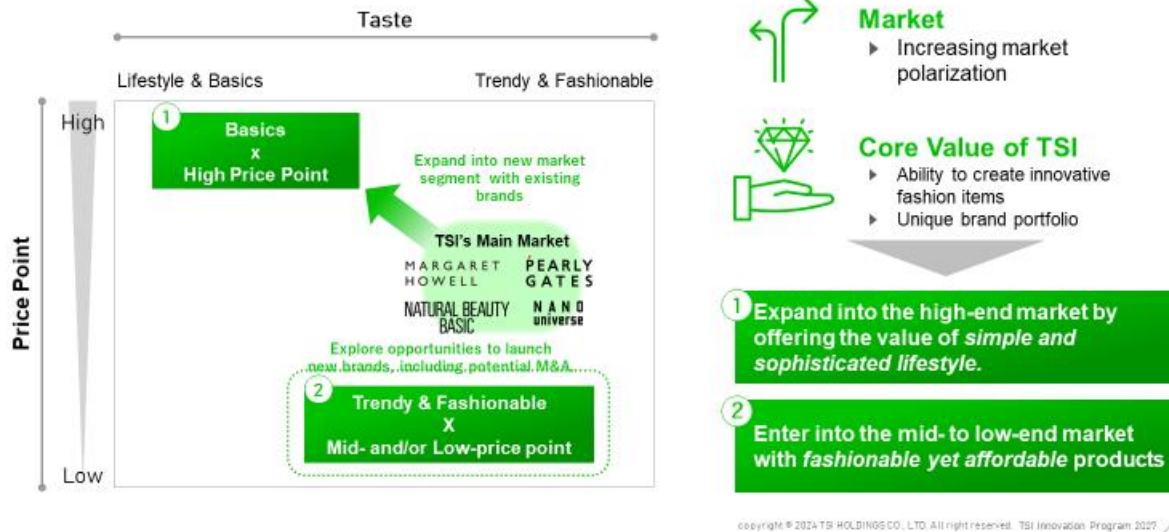 Taste
Lifestyle & Basics
Trendy & Fashionable
Price Point
High
Low
1
Basics
x
High Price Point
Expand into new market
segment with existing
brands
TSI's Main Market
MARGARET
HOWELL
PEARLY
GATES
NATURAL BEAUTY
BASIC
NANO
universe
Explore opportunities to launch
new brands, including potential M&A
2
Trendy & Fashionable
X
Mid- and/or Low-price point
Market
Increasing market
polarization
Core Value of TSI
Ability to create innovative
fashion items
Unique brand portfolio
1
Expand into the high-end market by
offering the value of simple and
sophisticated lifestyle.
2
Enter into the mid- to low-end market
with fashionable yet affordable products
copyright © 2024 TSI HOLDINGS CO., LTD. All right reserved. TSI Innovation Program 2027